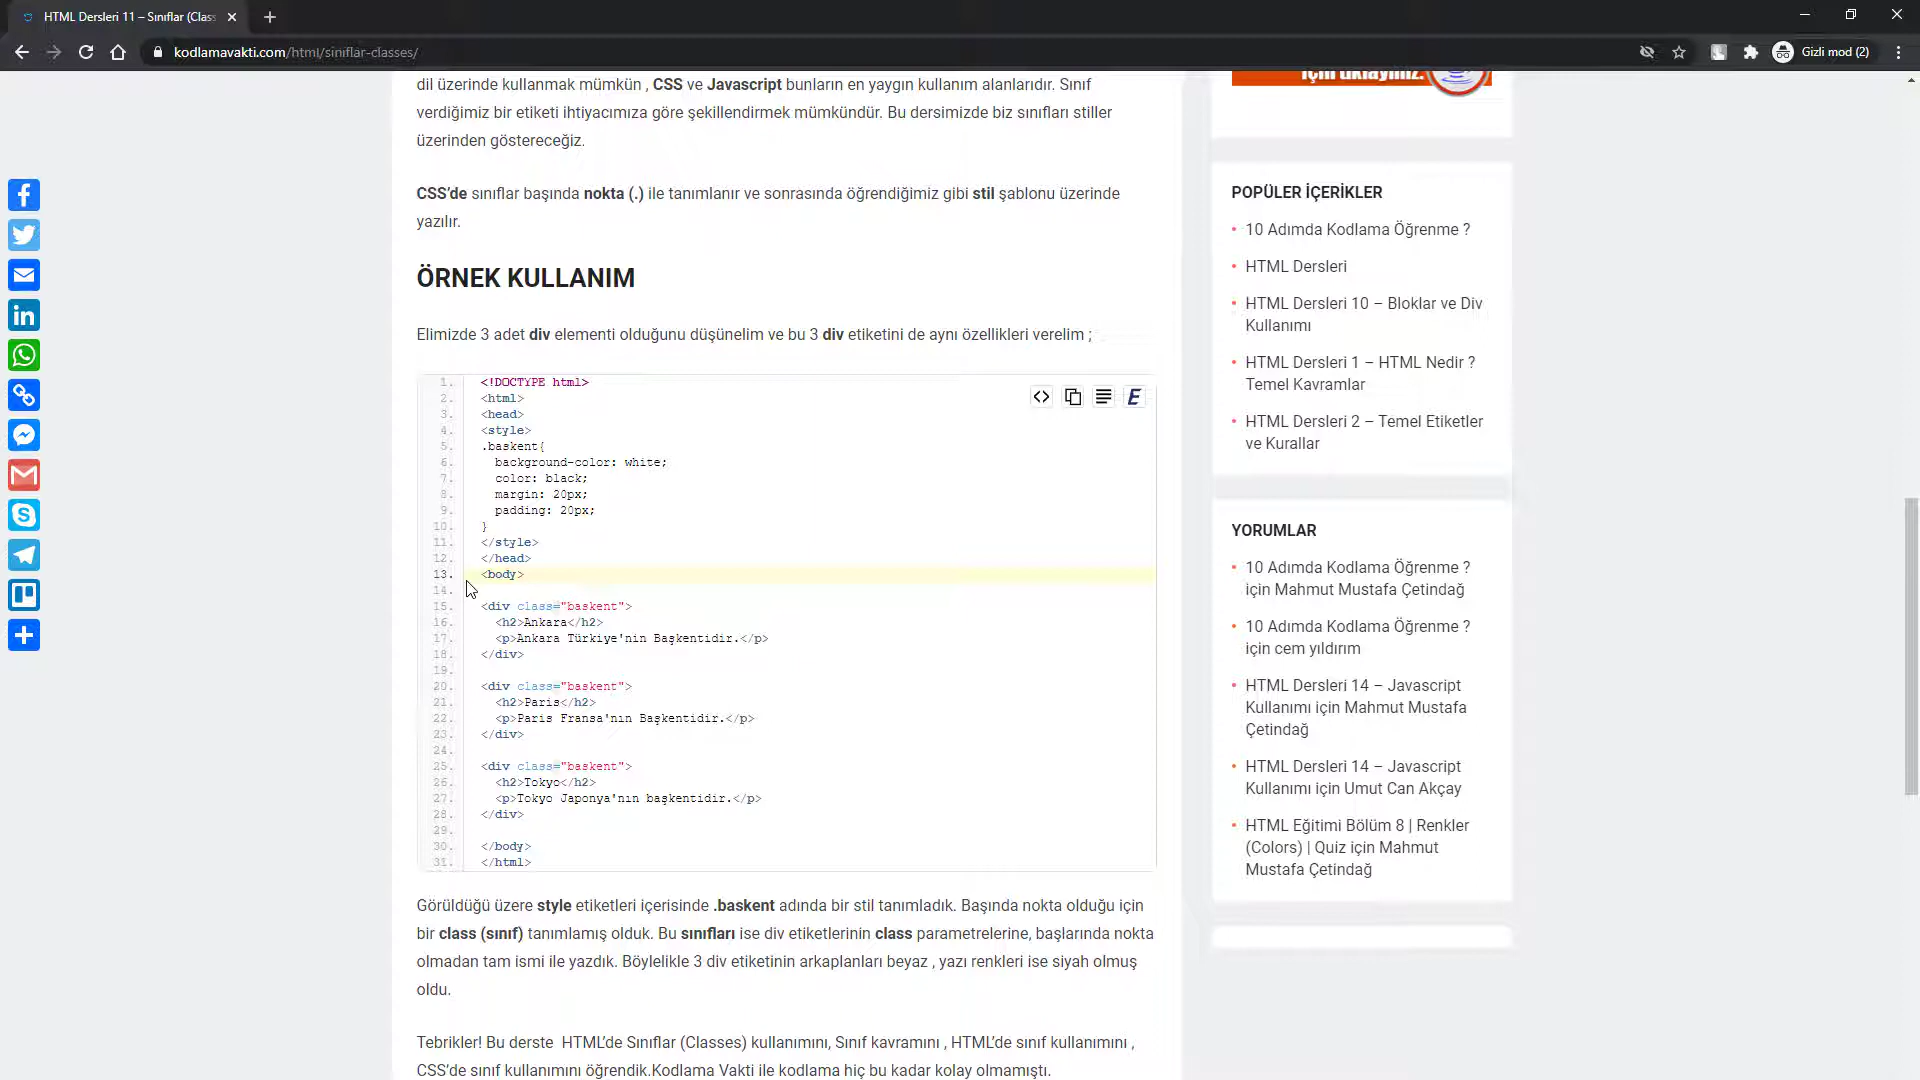 HTML Dersleri 11 – Sınıflar (Clas
kodlamavakti.com/html/siniflar-classes/
Gizli mod (2)
dil üzerinde kullanmak mümkün , CSS ve Javascript bunların en yaygın kullanım alanlarıdır. Sınıf
verdiğimiz bir etiketi ihtiyacımıza göre şekillendirmek mümkündür. Bu dersimizde biz sınıfları stiller
üzerinden göstereceğiz.
CSS’de sınıflar başında nokta (.) ile tanımlanır ve sonrasında öğrendiğimiz gibi stil şablonu üzerinde
yazılır.
ÖRNEK KULLANIM
Elimizde 3 adet div elementi olduğunu düşünelim ve bu 3 div etiketini de aynı özellikleri verelim ;
E
1. <!DOCTYPE html>
2. <html>
3. <head>
4. <style>
5. .baskent{
6. background-color: white;
7. color: black;
8. margin: 20px;
9. padding: 20px;
10. }
11. </style>
12. </head>
13. <body>
14.
15. <div class="baskent">
16. <h2>Ankara</h2>
17. <p>Ankara Türkiye'nin Başkentidir.</p>
18. </div>
19.
20. <div class="baskent">
21. <h2>Paris</h2>
22. <p>Paris Fransa'nın Başkentidir.</p>
23. </div>
24.
25. <div class="baskent">
26. <h2>Tokyo</h2>
27. <p>Tokyo Japonya'nın başkentidir.</p>
28. </div>
29.
30. </body>
31. </html>
Görüldüğü üzere style etiketleri içerisinde .baskent adında bir stil tanımladık. Başında nokta olduğu için
bir class (sınıf) tanımlamış olduk. Bu sınıfları ise div etiketlerinin class parametrelerine, başlarında nokta
olmadan tam ismi ile yazdık. Böylelikle 3 div etiketinin arkaplanları beyaz , yazı renkleri ise siyah olmuş
oldu.
Tebrikler! Bu derste HTML’de Sınıflar (Classes) kullanımını, Sınıf kavramını , HTML’de sınıf kullanımını ,
CSS’de sınıf kullanımını öğrendik.Kodlama Vakti ile kodlama hiç bu kadar kolay olmamıştı.
için tıklayınız.
POPÜLER İÇERİKLER
10 Adımda Kodlama Öğrenme ?
HTML Dersleri
HTML Dersleri 10 – Bloklar ve Div
Kullanımı
HTML Dersleri 1 – HTML Nedir ?
Temel Kavramlar
HTML Dersleri 2 – Temel Etiketler
ve Kurallar
YORUMLAR
10 Adımda Kodlama Öğrenme ?
için Mahmut Mustafa Çetindağ
10 Adımda Kodlama Öğrenme ?
için cem yıldırım
HTML Dersleri 14 – Javascript
Kullanımı için Mahmut Mustafa
Çetindağ
HTML Dersleri 14 – Javascript
Kullanımı için Umut Can Akçay
HTML Eğitimi Bölüm 8 | Renkler
(Colors) | Quiz için Mahmut
Mustafa Çetindağ